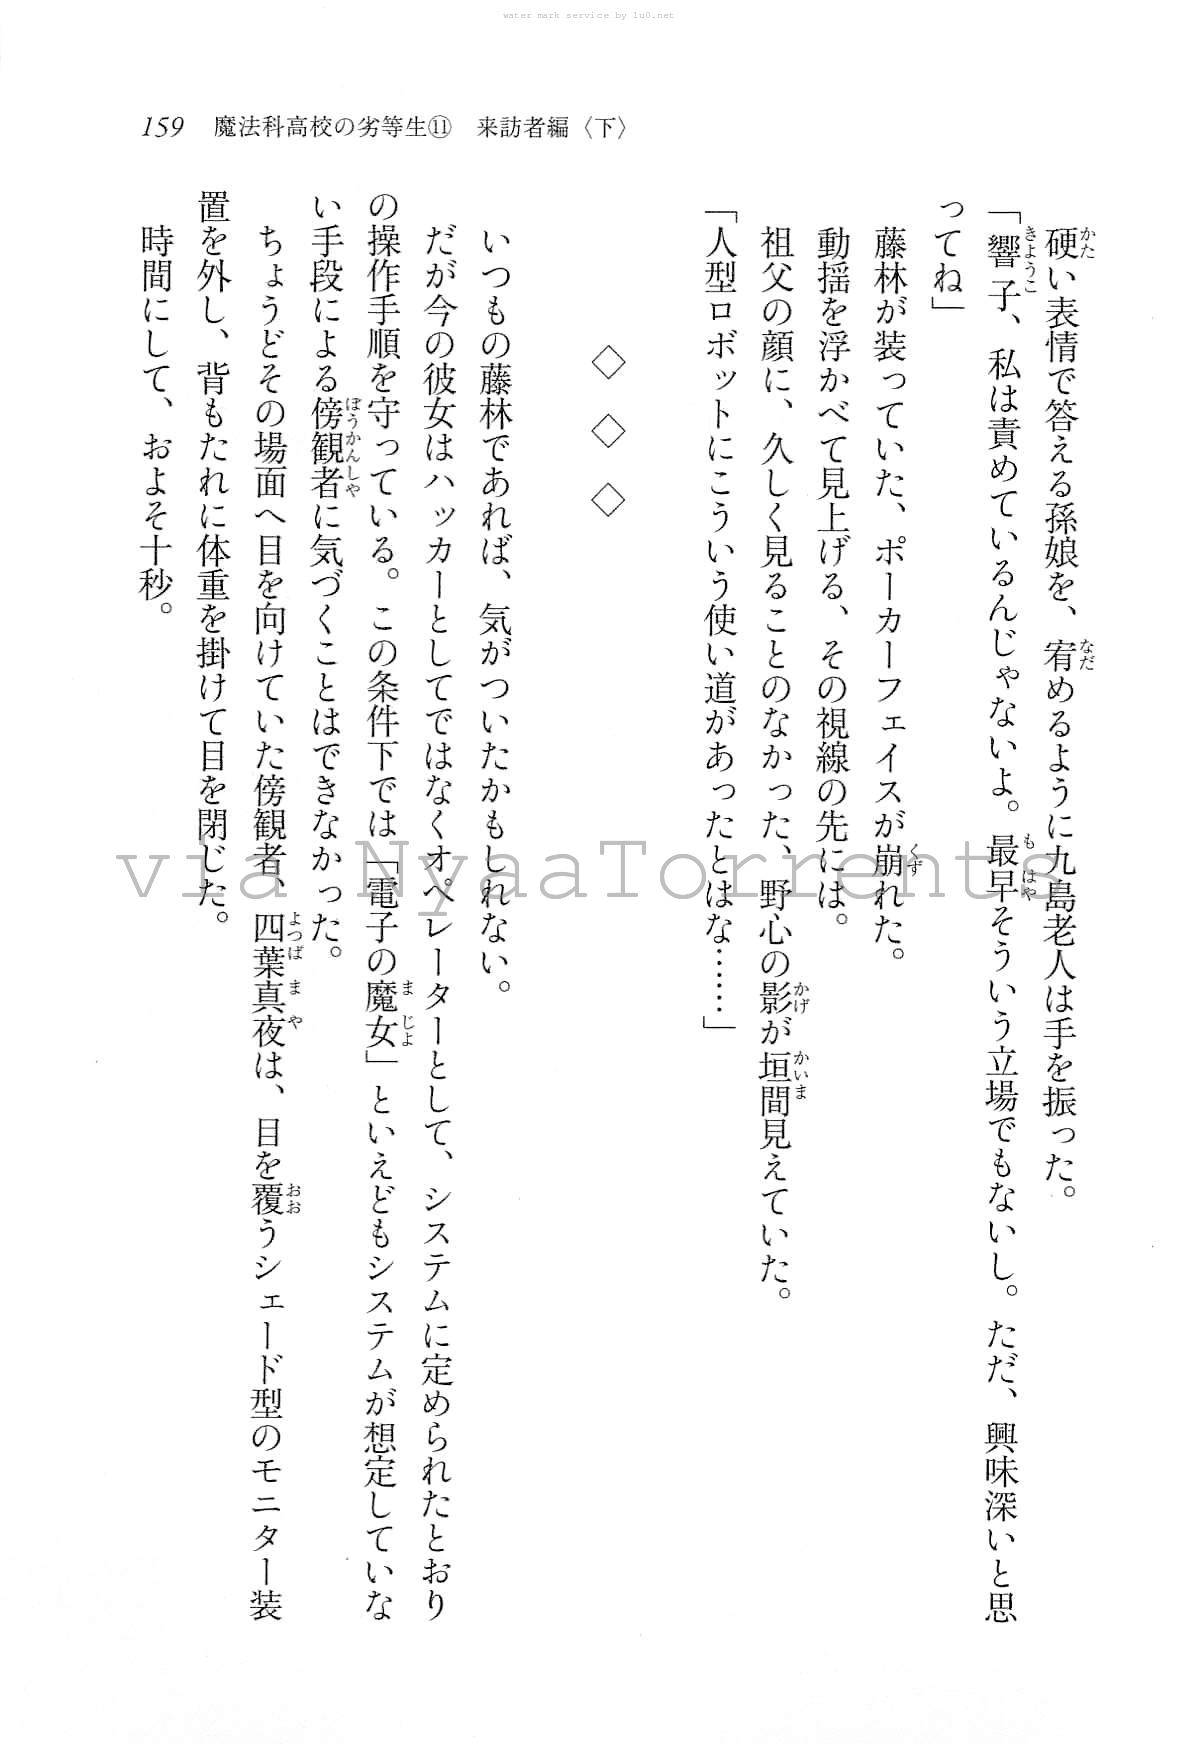 water mark service by lu0.net
159　魔法科高校の劣等生⑪　来訪者編〈下〉
硬い表情で答える孫娘を、宥めるように九島老人は手を振った。
「響子、私は責めているんじゃないよ。最早そういう立場でもないし。ただ、興味深いと思
ってね」
藤林が装っていた、ポーカーフェイスが崩れた。
動揺を浮かべて見上げる、その視線の先には。
祖父の顔に、久しく見ることのなかった、野心の影が垣間見えていた。
「人型ロボットにこういう使い道があったとはな……」
◇　◇　◇
いつもの藤林であれば、気がついたかもしれない。
だが今の彼女はハッカーとしてではなくオペレーターとして、システムに定められたとおり
の操作手順を守っている。この条件下では「電子の魔女」といえどもシステムが想定していな
い手段による傍観者に気づくことはできなかった。
ちょうどその場面へ目を向けていた傍観者、四葉真夜は、目を覆うシェード型のモニター装
置を外し、背もたれに体重を掛けて目を閉じた。
時間にして、およそ十秒。
via NyaaTorrents